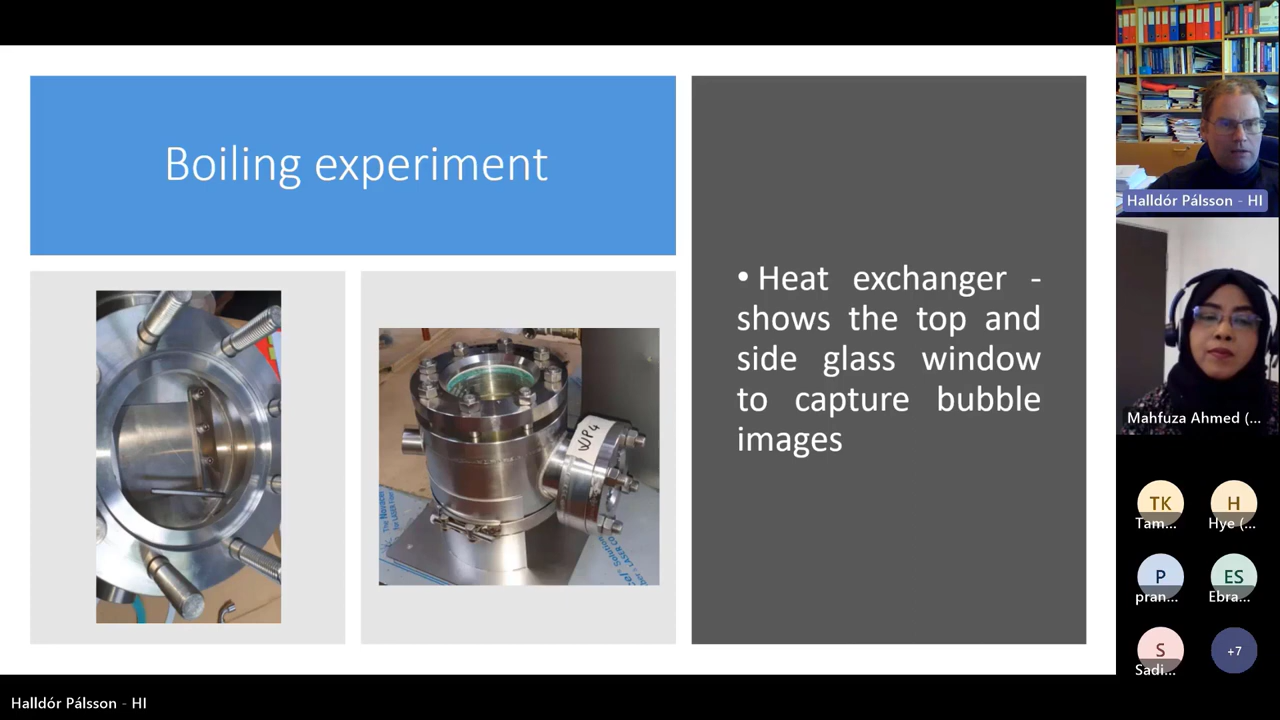 Boiling experiment
• Heat exchanger -
shows the top and
side glass window
to capture bubble
images
WP4
Halldór Pálsson - HI
Mahfuza Ahmed (...
TK
Tam...
H
Hye (...
P
pran...
ES
Ebra...
S
Sadi...
+7
Halldór Pálsson - HI